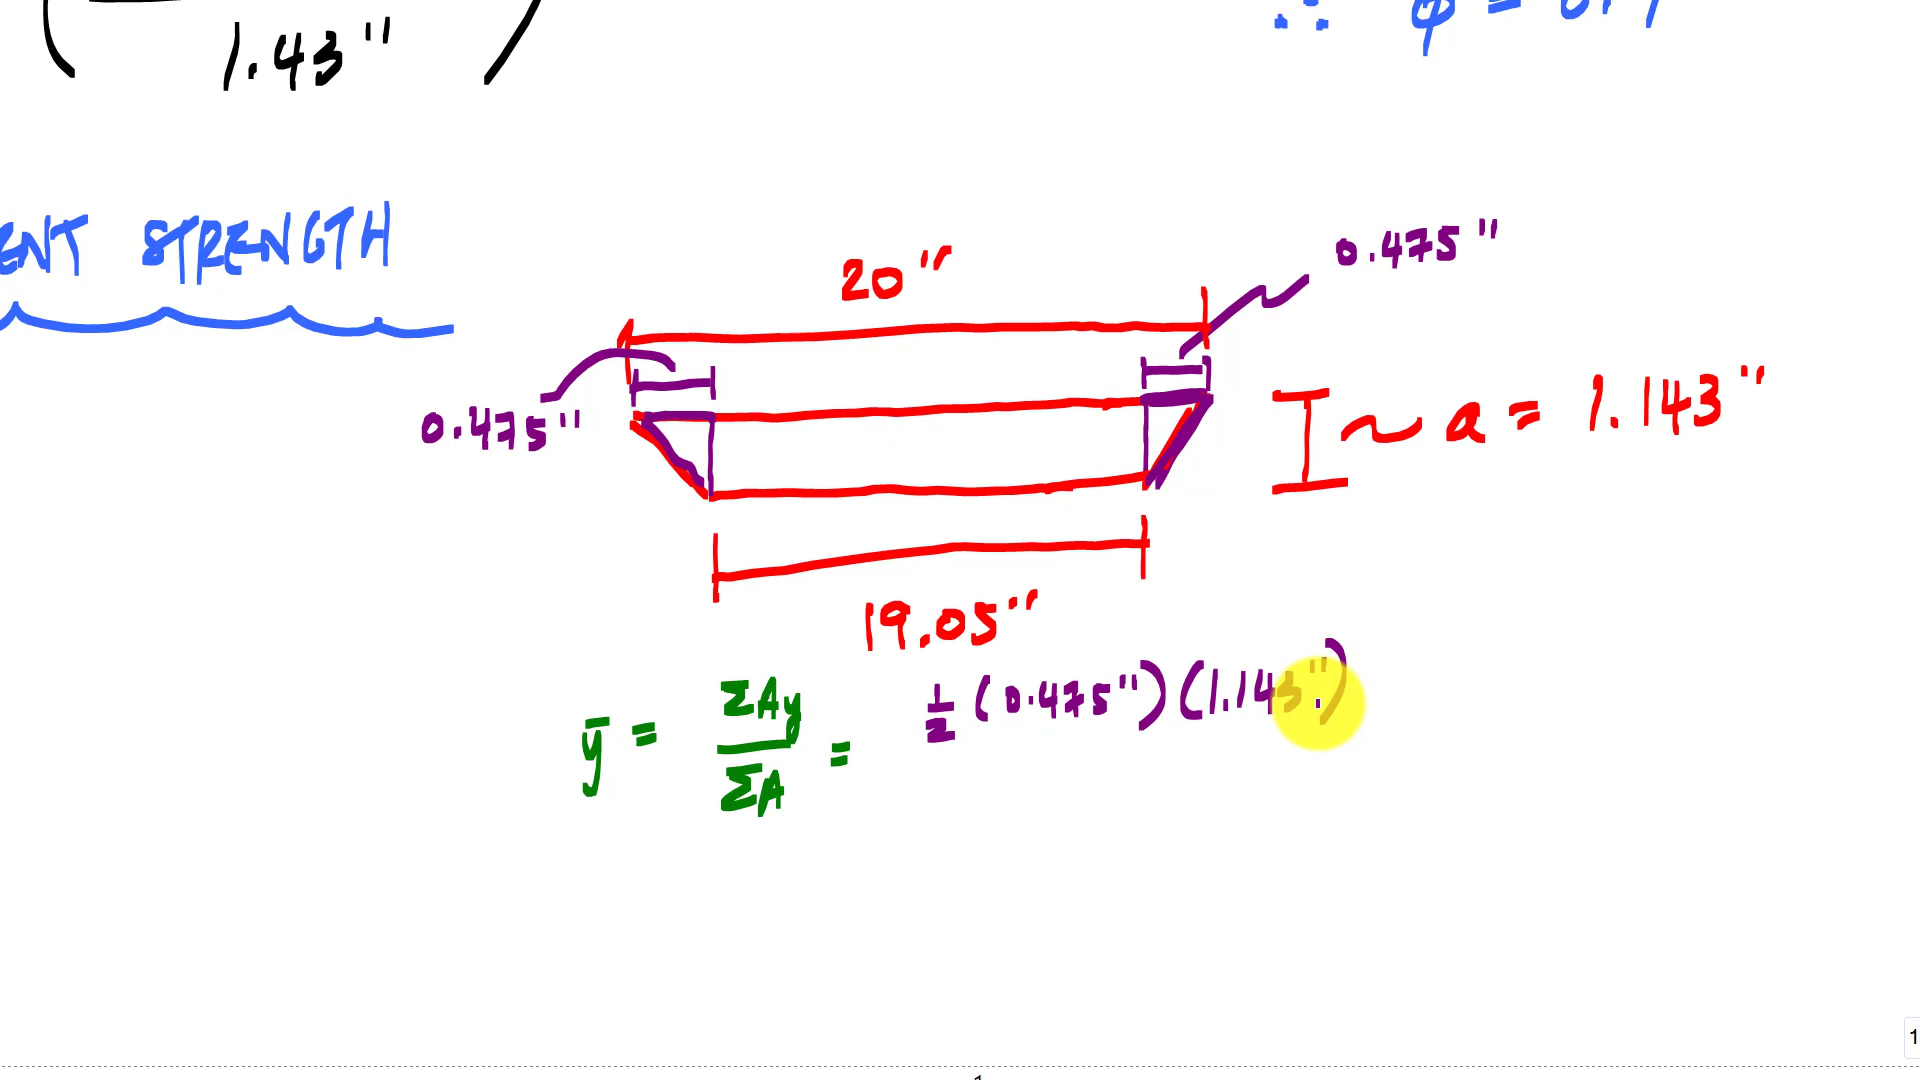 1.43"
STRENGTH
20"
0.475"
0.475"
a = 1.143"
19.05"
ȳ = ΣAy / ΣA = 1/2 (0.475")(1.143")
1